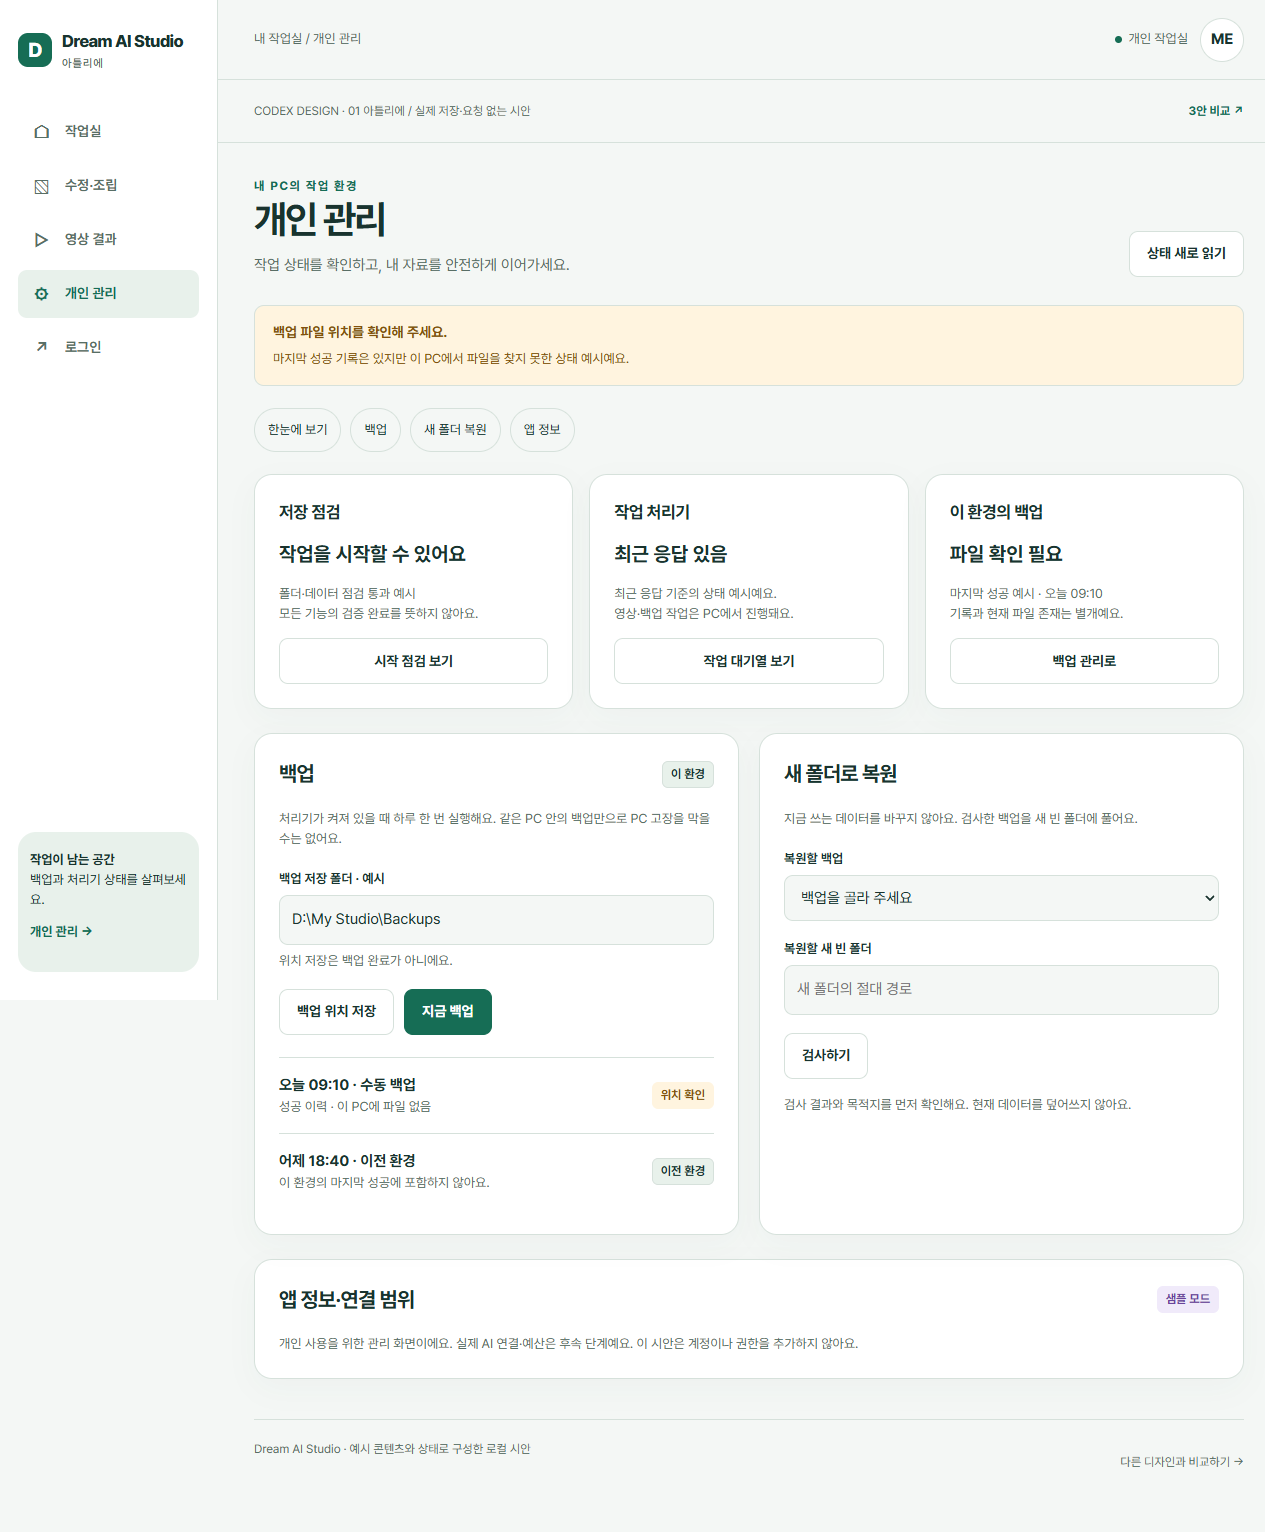 D
Dream AI Studio
아틀리에
작업실
수정·조립
영상 결과
개인 관리
로그인
작업이 남는 공간
백업과 처리기 상태를 살펴보세
요.
개인 관리 →
내 작업실 / 개인 관리
개인 작업실
ME
CODEX DESIGN · 01 아틀리에 / 실제 저장·요청 없는 시안
3안 비교 ↗
내 PC의 작업 환경
개인 관리
작업 상태를 확인하고, 내 자료를 안전하게 이어가세요.
상태 새로 읽기
백업 파일 위치를 확인해 주세요.
마지막 성공 기록은 있지만 이 PC에서 파일을 찾지 못한 상태 예시예요.
한눈에 보기
백업
새 폴더 복원
앱 정보
저장 점검
작업을 시작할 수 있어요
폴더·데이터 점검 통과 예시
모든 기능의 검증 완료를 뜻하지 않아요.
시작 점검 보기
작업 처리기
최근 응답 있음
최근 응답 기준의 상태 예시예요.
영상·백업 작업은 PC에서 진행돼요.
작업 대기열 보기
이 환경의 백업
파일 확인 필요
마지막 성공 예시 · 오늘 09:10
기록과 현재 파일 존재는 별개예요.
백업 관리로
백업
이 환경
처리기가 켜져 있을 때 하루 한 번 실행해요. 같은 PC 안의 백업만으로 PC 고장을 막을
수는 없어요.
백업 저장 폴더 · 예시
D:\My Studio\Backups
위치 저장은 백업 완료가 아니에요.
백업 위치 저장
지금 백업
오늘 09:10 · 수동 백업
성공 이력 · 이 PC에 파일 없음
위치 확인
어제 18:40 · 이전 환경
이 환경의 마지막 성공에 포함하지 않아요.
이전 환경
새 폴더로 복원
지금 쓰는 데이터를 바꾸지 않아요. 검사한 백업을 새 빈 폴더에 풀어요.
복원할 백업
백업을 골라 주세요
복원할 새 빈 폴더
새 폴더의 절대 경로
검사하기
검사 결과와 목적지를 먼저 확인해요. 현재 데이터를 덮어쓰지 않아요.
앱 정보·연결 범위
샘플 모드
개인 사용을 위한 관리 화면이에요. 실제 AI 연결·예산은 후속 단계예요. 이 시안은 계정이나 권한을 추가하지 않아요.
Dream AI Studio · 예시 콘텐츠와 상태로 구성한 로컬 시안
다른 디자인과 비교하기 →